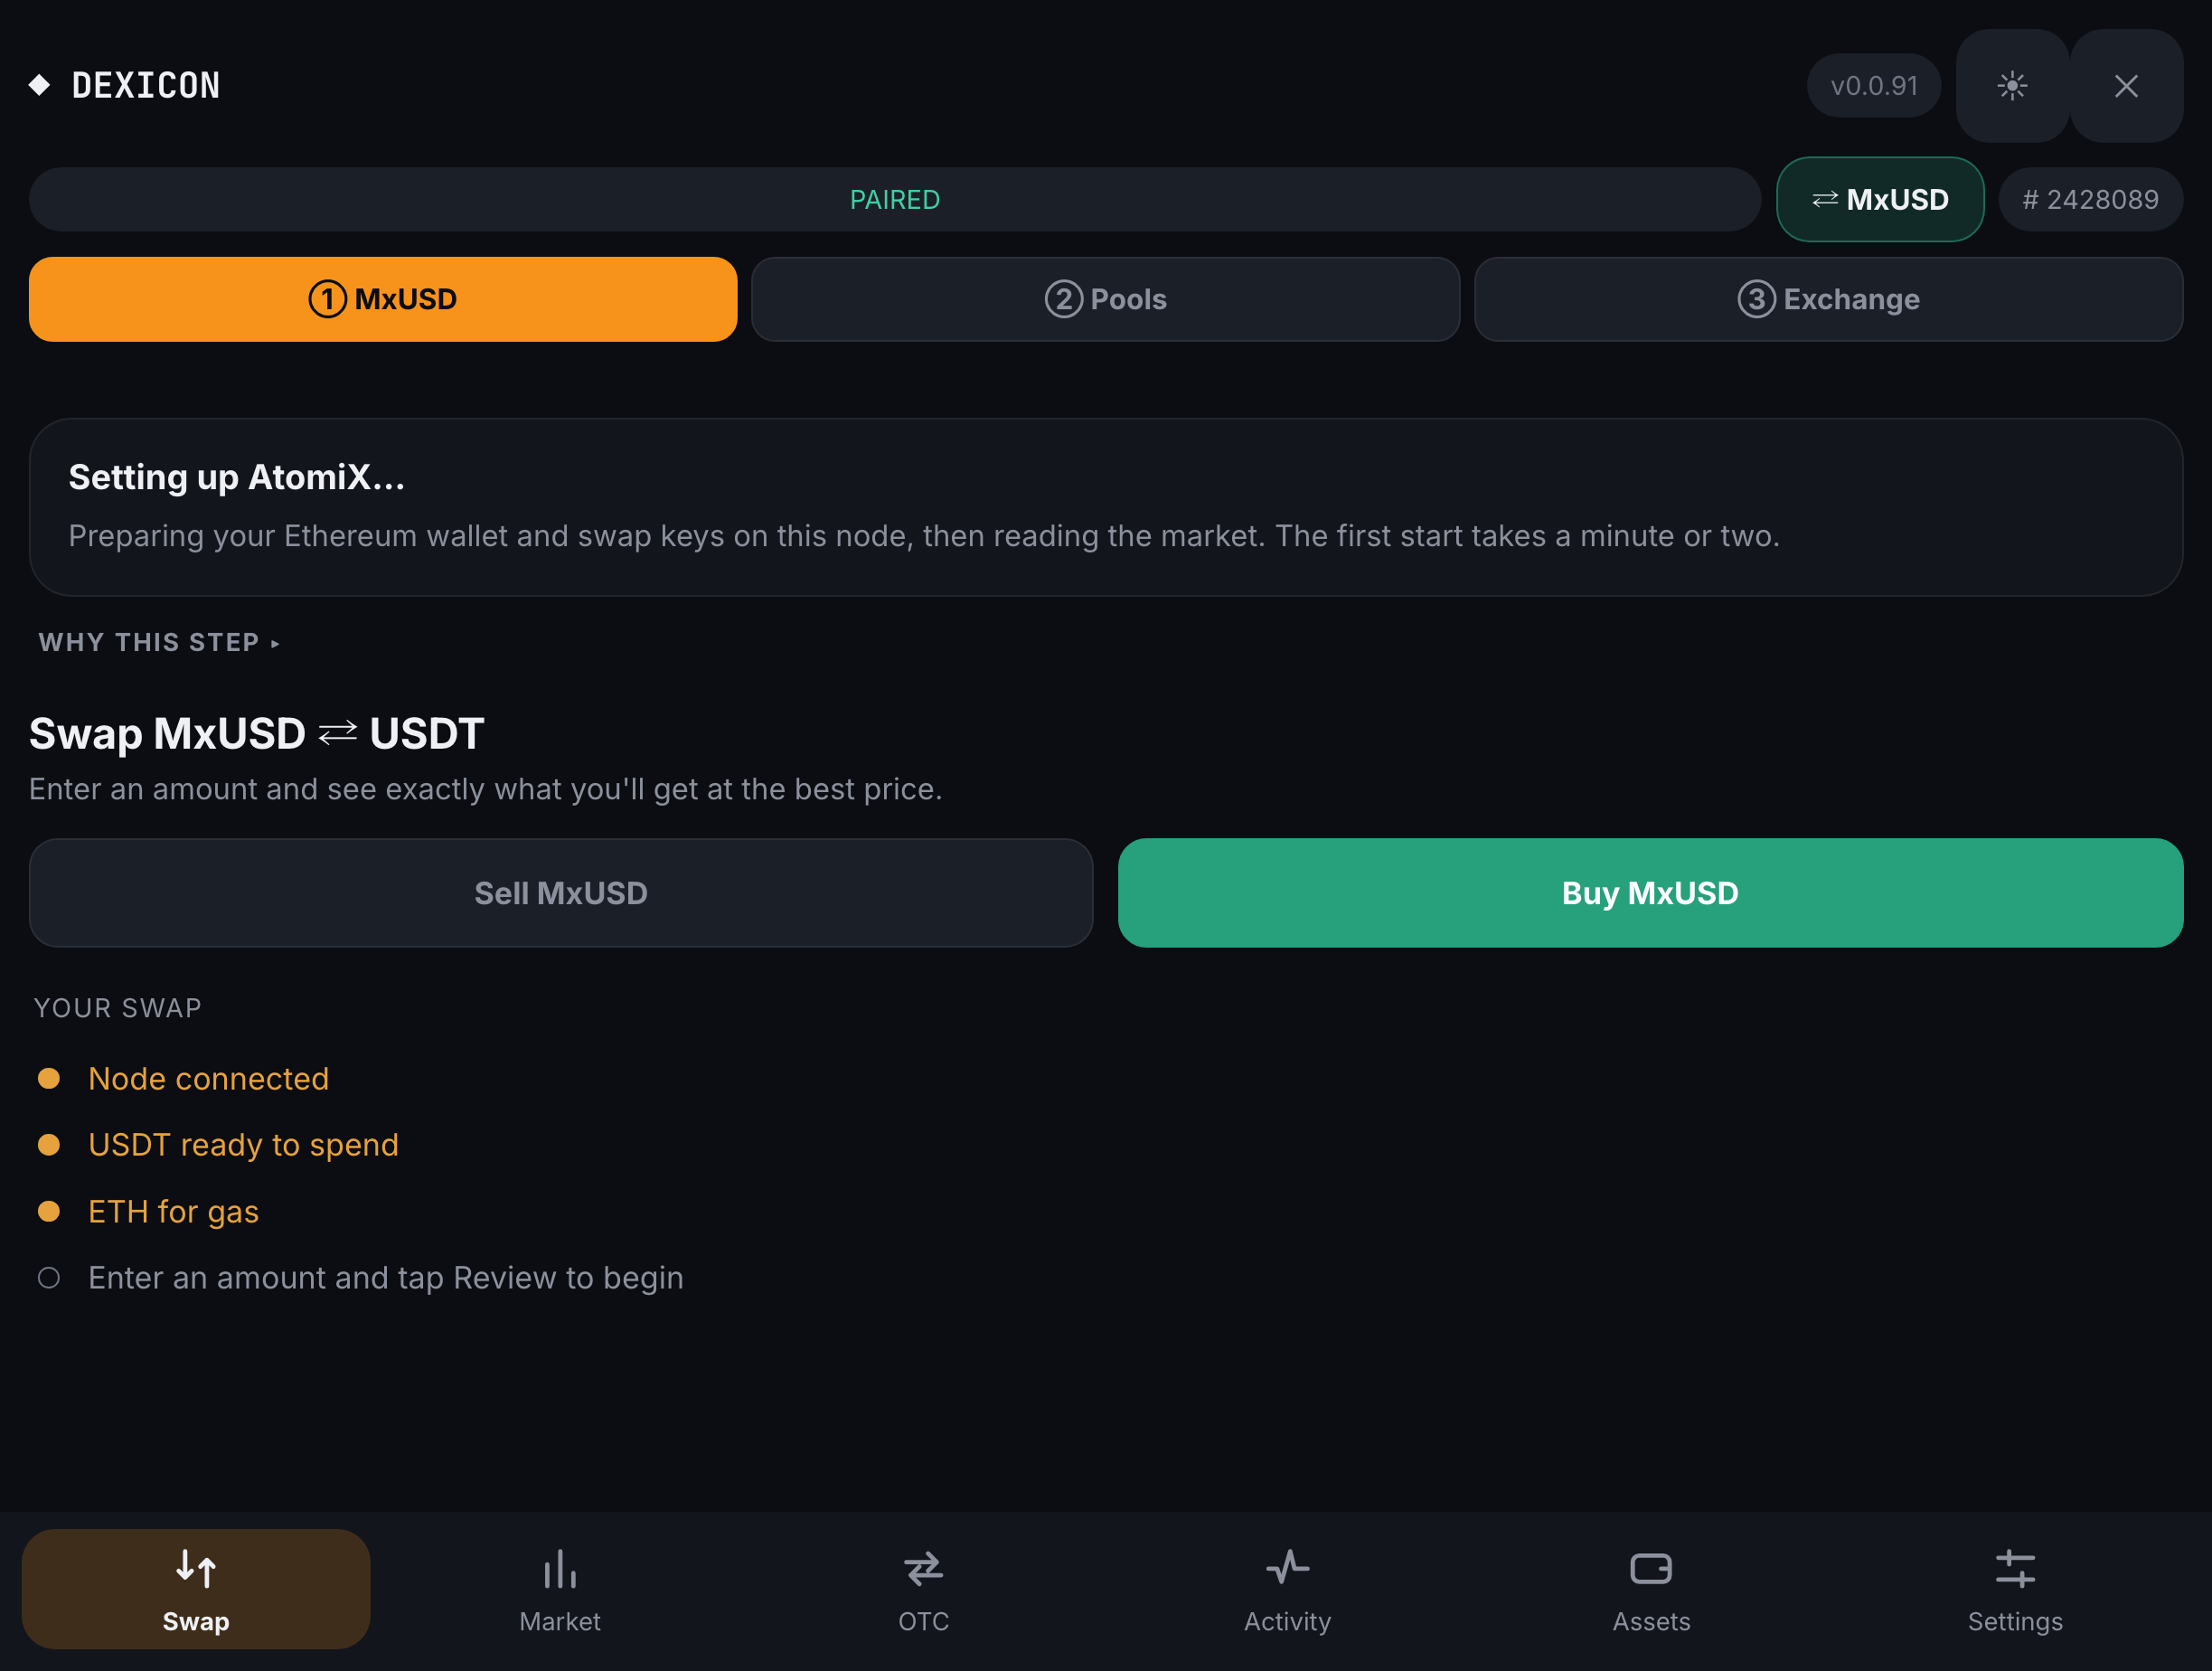 ◆ DEXICON
v0.0.91
PAIRED
⇄ MxUSD
# 2428089
① MxUSD
② Pools
③ Exchange
Setting up AtomiX...
Preparing your Ethereum wallet and swap keys on this node, then reading the market. The first start takes a minute or two.
WHY THIS STEP ▸
Swap MxUSD ⇄ USDT
Enter an amount and see exactly what you'll get at the best price.
Sell MxUSD
Buy MxUSD
YOUR SWAP
Node connected
USDT ready to spend
ETH for gas
Enter an amount and tap Review to begin
Swap
Market
OTC
Activity
Assets
Settings